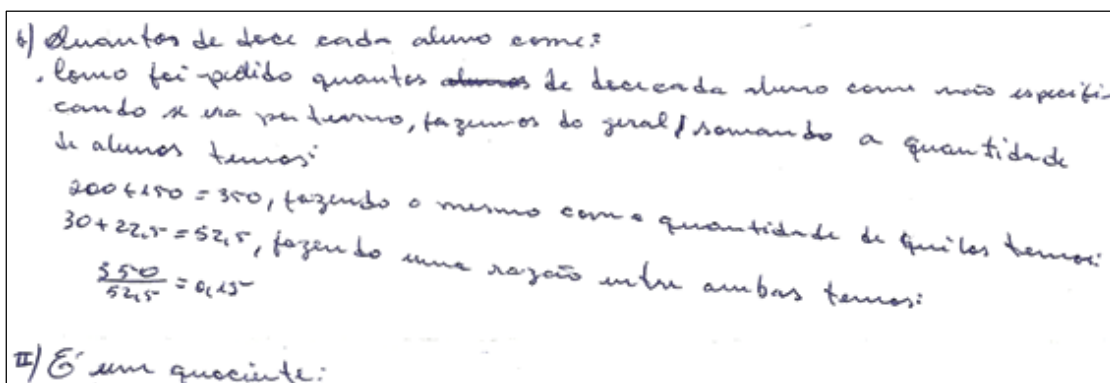 b) Quantos de doce cada aluno come:
. Como foi pedido quantos alunos de doce cada aluno come não especifi-
cando se era por turno, fazemos do geral, somando a quantidade
de alunos temos:
200+150 = 350, fazendo o mesmo com a quantidade de quilos temos:
30+22,5 = 52,5, fazendo uma razão entre ambas temos:
350/52,5 = 0,15
II) É um quociente: